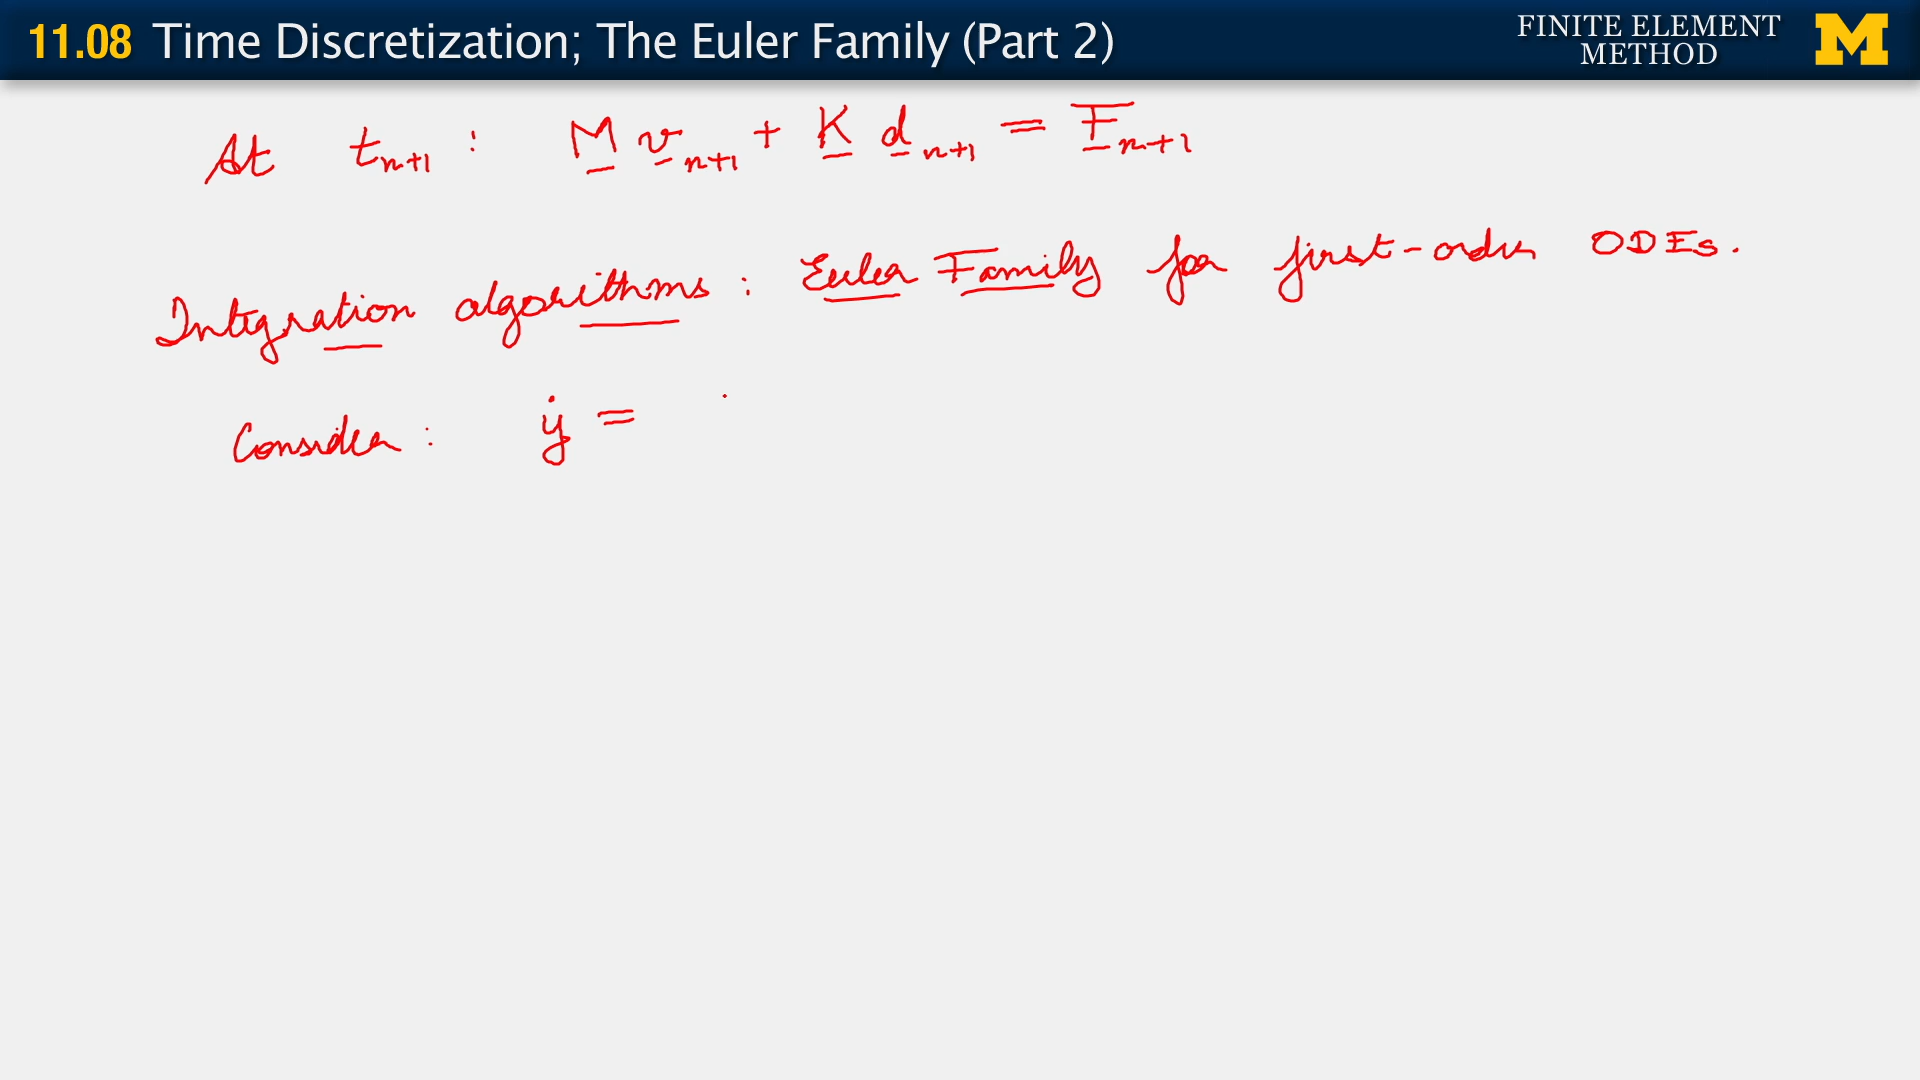 11.08 Time Discretization; The Euler Family (Part 2)
FINITE ELEMENT
METHOD
M
At t_{n+1} : M v_{n+1} + K d_{n+1} = F_{n+1}
Integration algorithms : Euler Family for first-order ODEs.
Consider : ẏ =